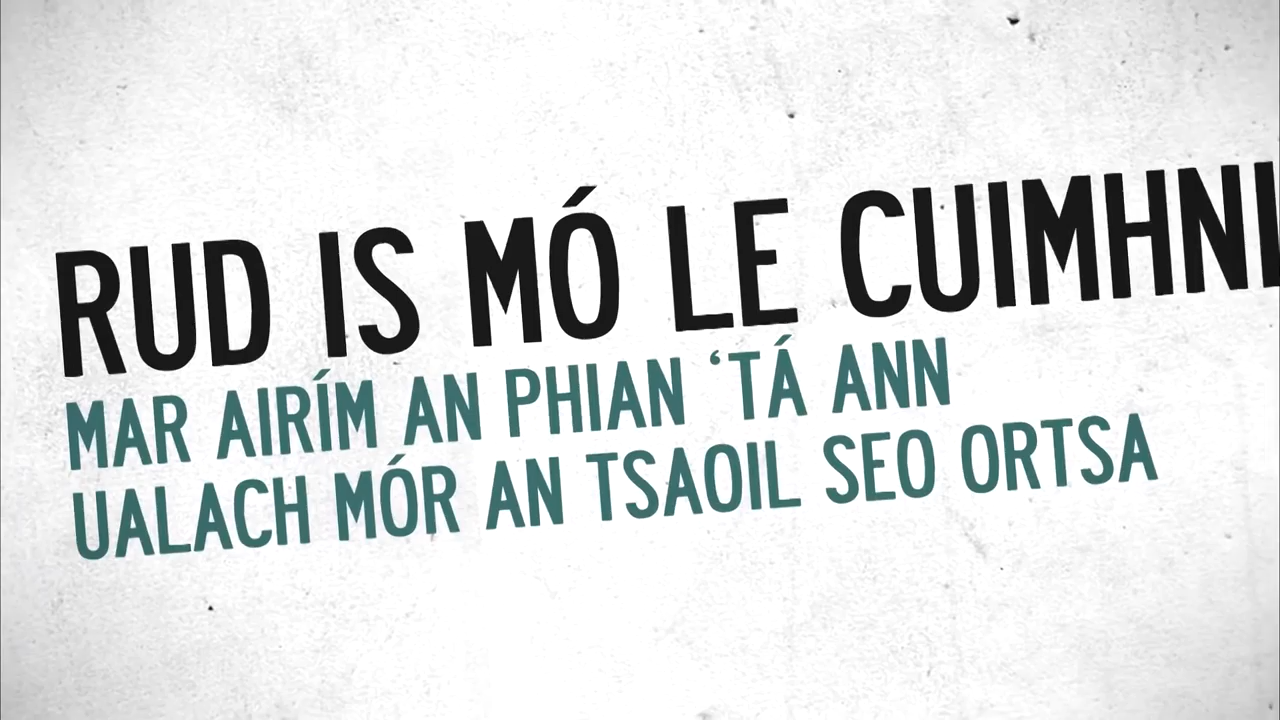 RUD IS MÓ LE CUIMHNI
MAR AIRÍM AN PHIAN ‘TÁ ANN
UALACH MÓR AN TSAOIL SEO ORTSA